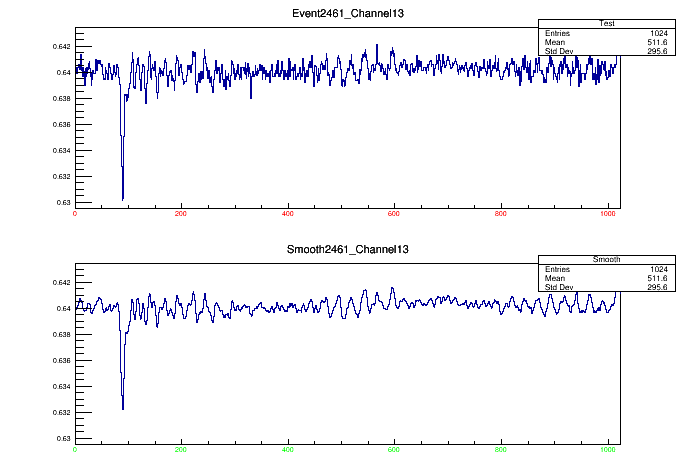 Event2461_Channel13
Test
Entries 1024
Mean 511.6
Std Dev 295.6
0.642
0.64
0.638
0.636
0.634
0.632
0.63
0 200 400 600 800 1000
Smooth2461_Channel13
Smooth
Entries 1024
Mean 511.6
Std Dev 295.6
0.642
0.64
0.638
0.636
0.634
0.632
0.63
0 200 400 600 800 1000